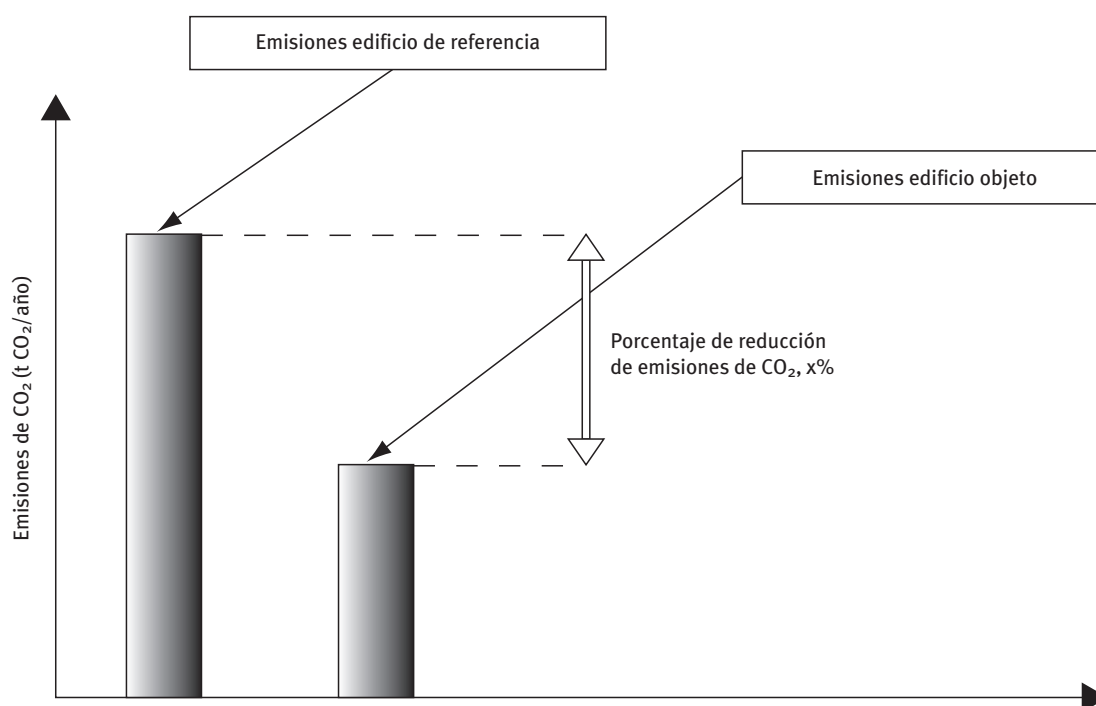 Emisiones edificio de referencia
Emisiones edificio objeto
Emisiones de CO₂ (t CO₂/año)
Porcentaje de reducción
de emisiones de CO₂, x%